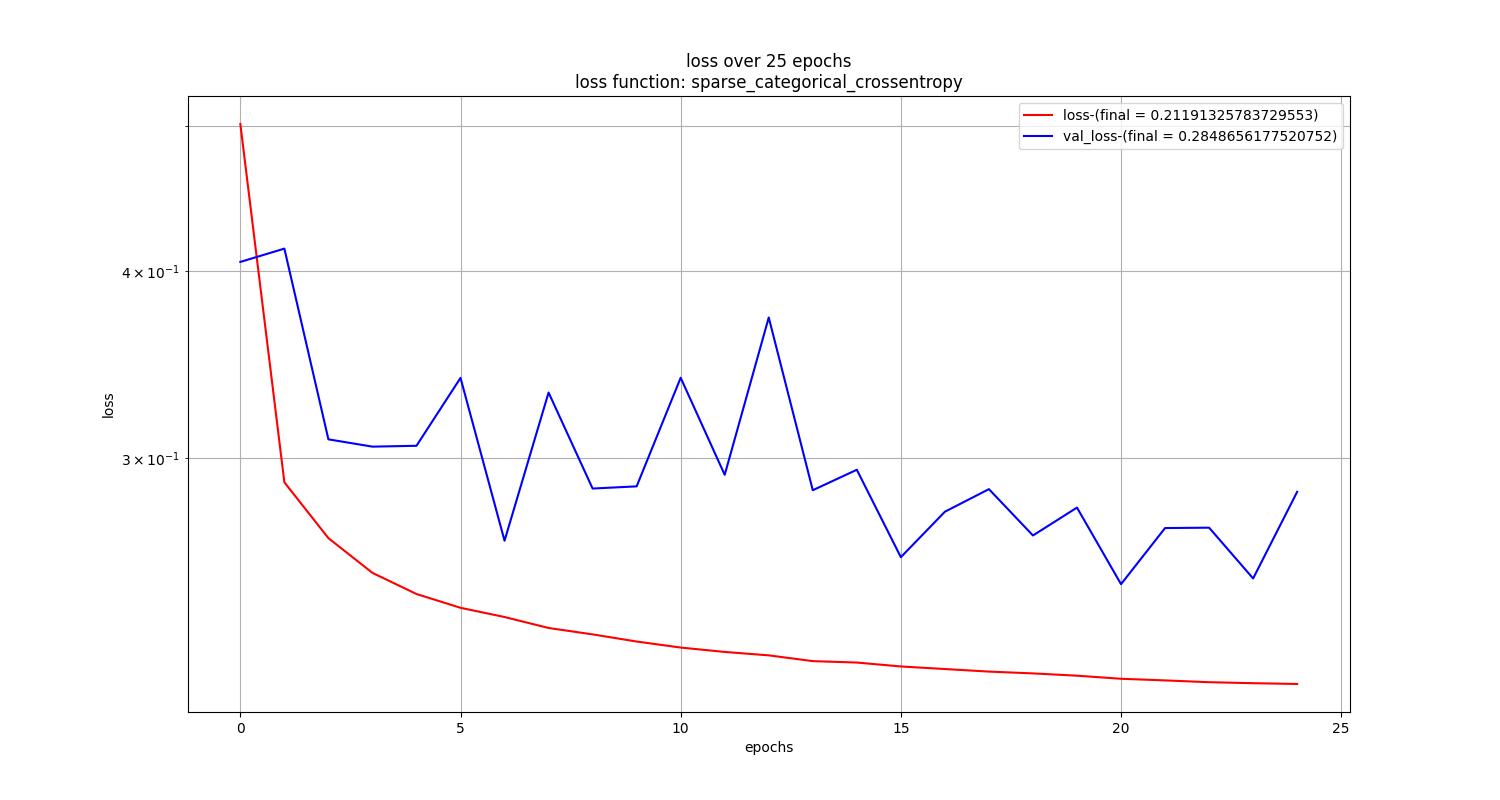 loss over 25 epochs
loss function: sparse_categorical_crossentropy
loss-(final = 0.21191325783729553)
val_loss-(final = 0.2848656177520752)
4 × 10⁻¹
3 × 10⁻¹
loss
0 5 10 15 20 25
epochs